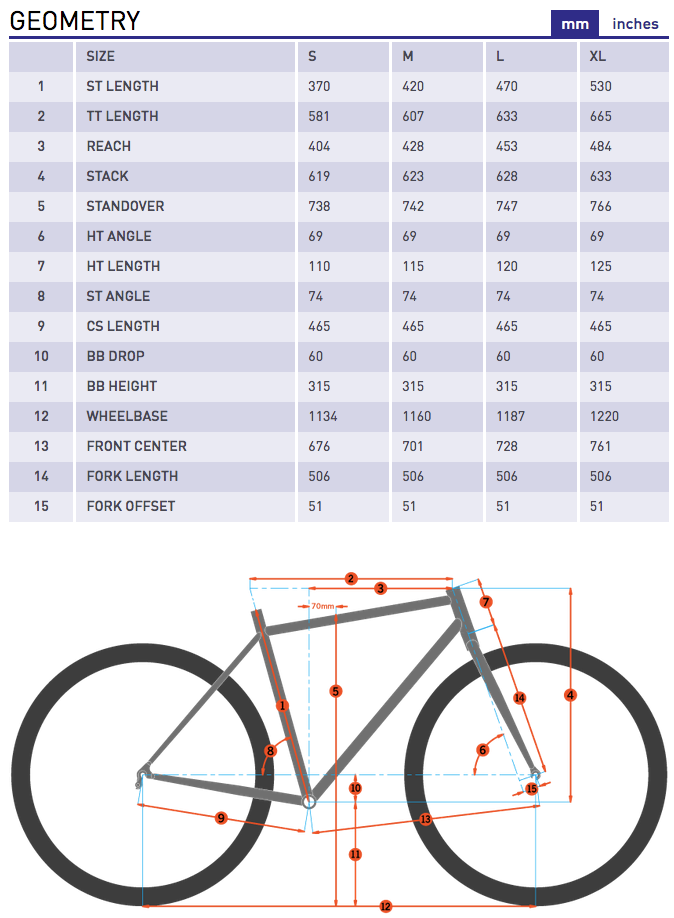 GEOMETRY mm inches
SIZE S M L XL
1 ST LENGTH 370 420 470 530
2 TT LENGTH 581 607 633 665
3 REACH 404 428 453 484
4 STACK 619 623 628 633
5 STANDOVER 738 742 747 766
6 HT ANGLE 69 69 69 69
7 HT LENGTH 110 115 120 125
8 ST ANGLE 74 74 74 74
9 CS LENGTH 465 465 465 465
10 BB DROP 60 60 60 60
11 BB HEIGHT 315 315 315 315
12 WHEELBASE 1134 1160 1187 1220
13 FRONT CENTER 676 701 728 761
14 FORK LENGTH 506 506 506 506
15 FORK OFFSET 51 51 51 51
2
3
7
70mm
5
4
14
1
8
6
10
15
9
13
11
12